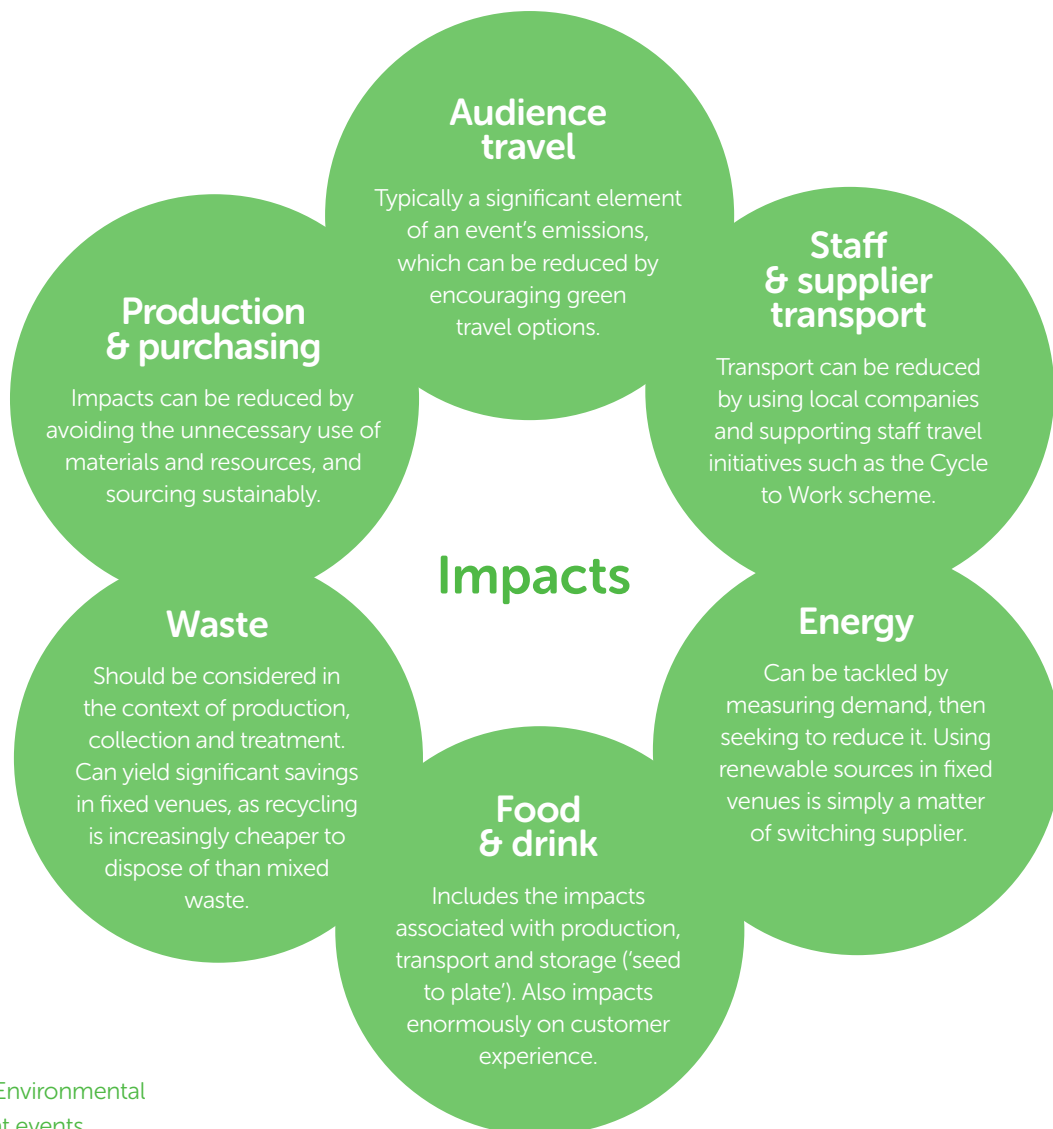 Audience
travel
Typically a significant element
of an event's emissions,
which can be reduced by
encouraging green
travel options.
Staff
& supplier
transport
Transport can be reduced
by using local companies
and supporting staff travel
initiatives such as the Cycle
to Work scheme.
Production
& purchasing
Impacts can be reduced by
avoiding the unnecessary use of
materials and resources, and
sourcing sustainably.
Impacts
Waste
Should be considered in
the context of production,
collection and treatment.
Can yield significant savings
in fixed venues, as recycling
is increasingly cheaper to
dispose of than mixed
waste.
Energy
Can be tackled by
measuring demand, then
seeking to reduce it. Using
renewable sources in fixed
venues is simply a matter
of switching supplier.
Food
& drink
Includes the impacts
associated with production,
transport and storage ('seed
to plate'). Also impacts
enormously on customer
experience.
Environmental
events